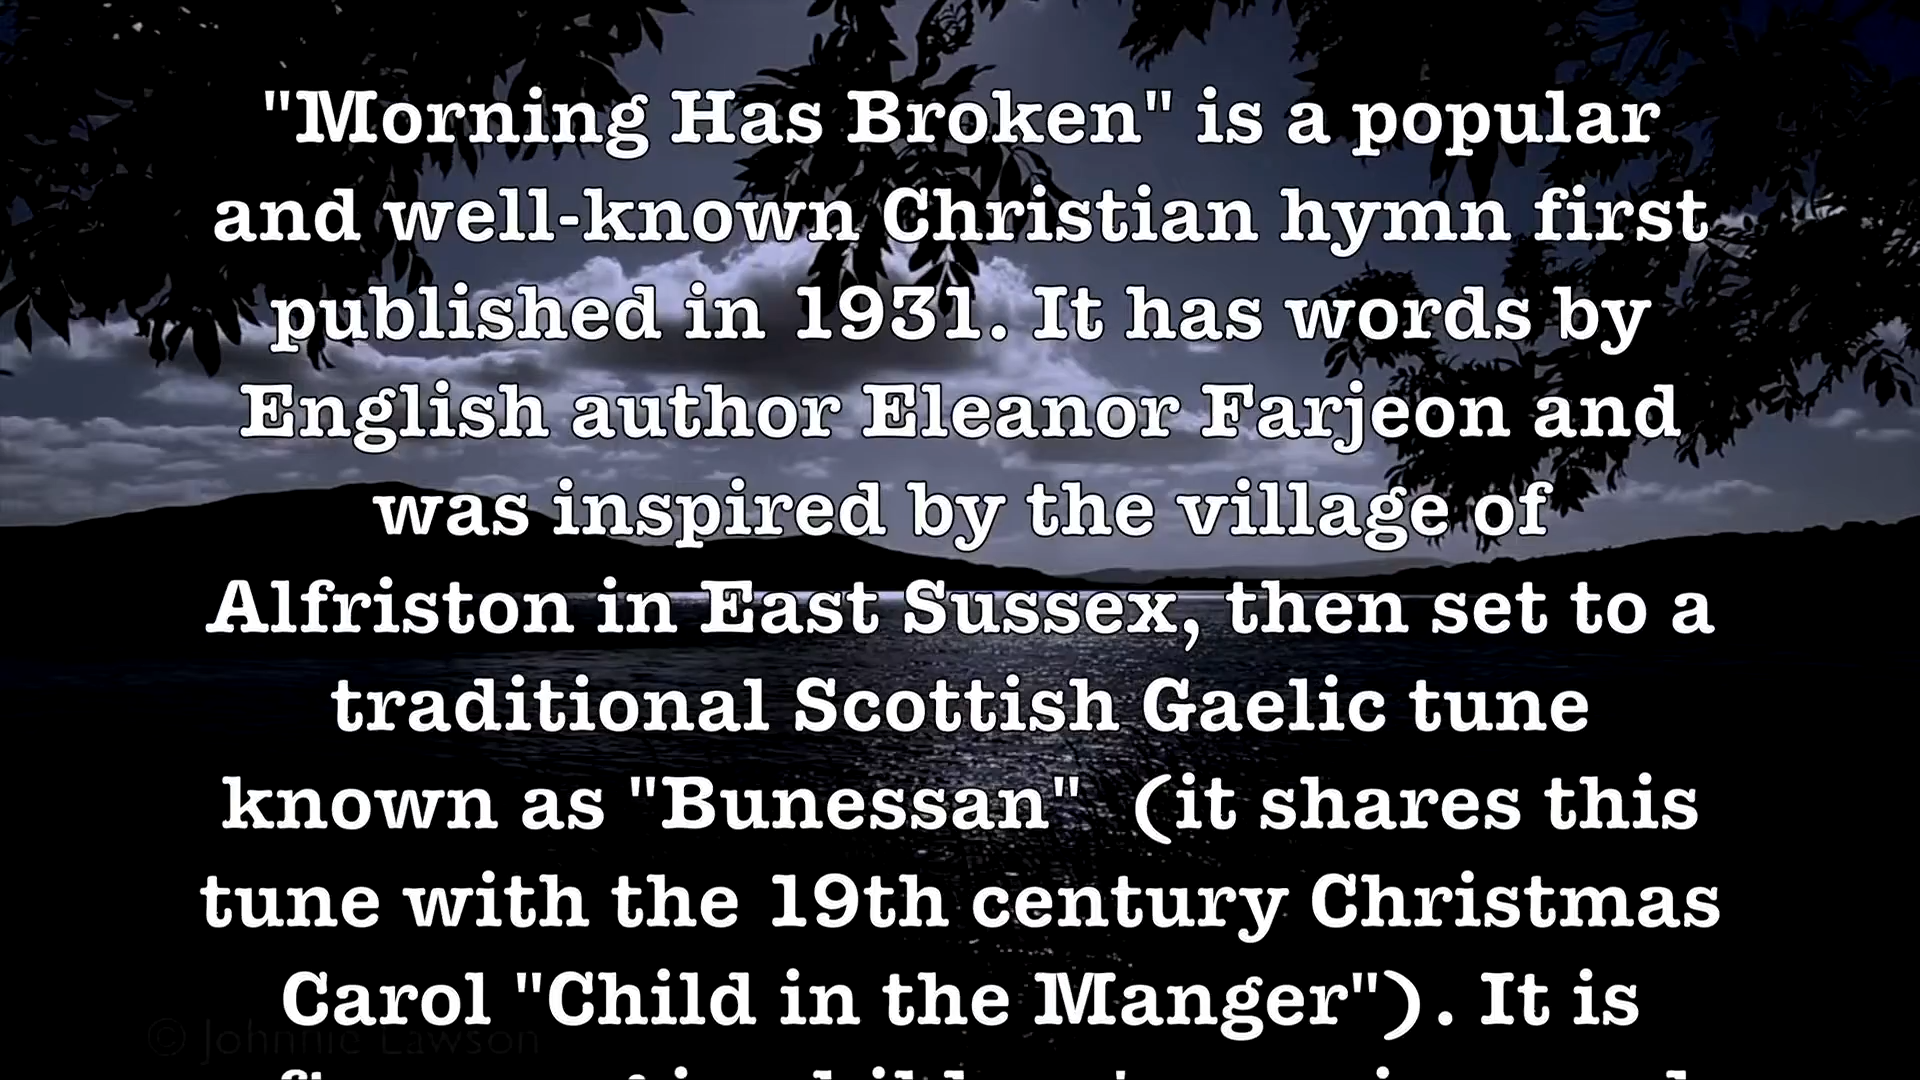 "Morning Has Broken" is a popular
and well-known Christian hymn first
published in 1931. It has words by
English author Eleanor Farjeon and
was inspired by the village of
Alfriston in East Sussex, then set to a
traditional Scottish Gaelic tune
known as "Bunessan"  (it shares this
tune with the 19th century Christmas
Carol "Child in the Manger"). It is
© Johnnie Lawson